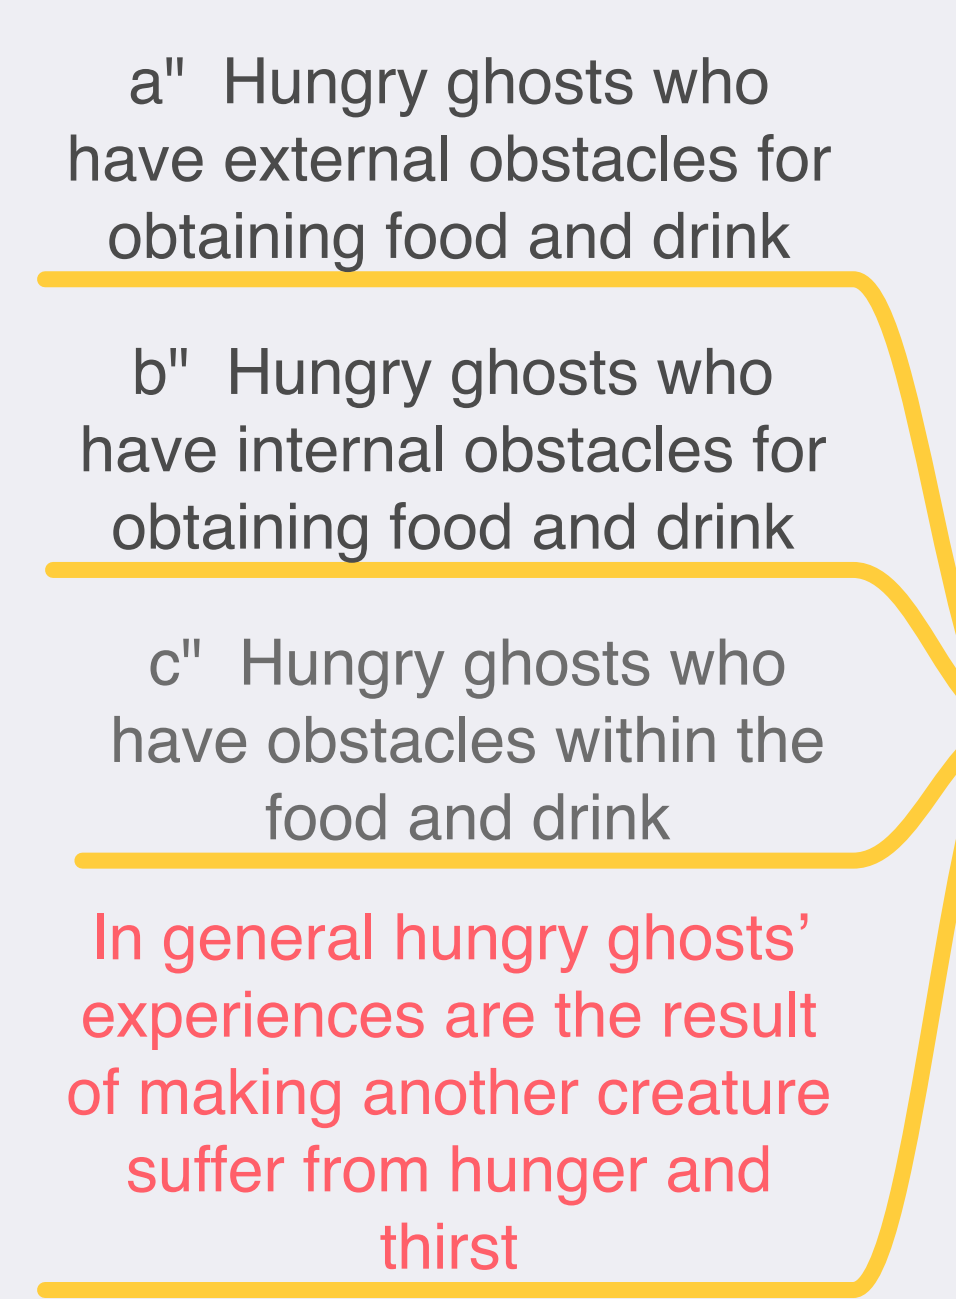 a"  Hungry ghosts who
have external obstacles for
obtaining food and drink
b"  Hungry ghosts who
have internal obstacles for
obtaining food and drink
c"  Hungry ghosts who
have obstacles within the
food and drink
In general hungry ghosts’
experiences are the result
of making another creature
suffer from hunger and
thirst